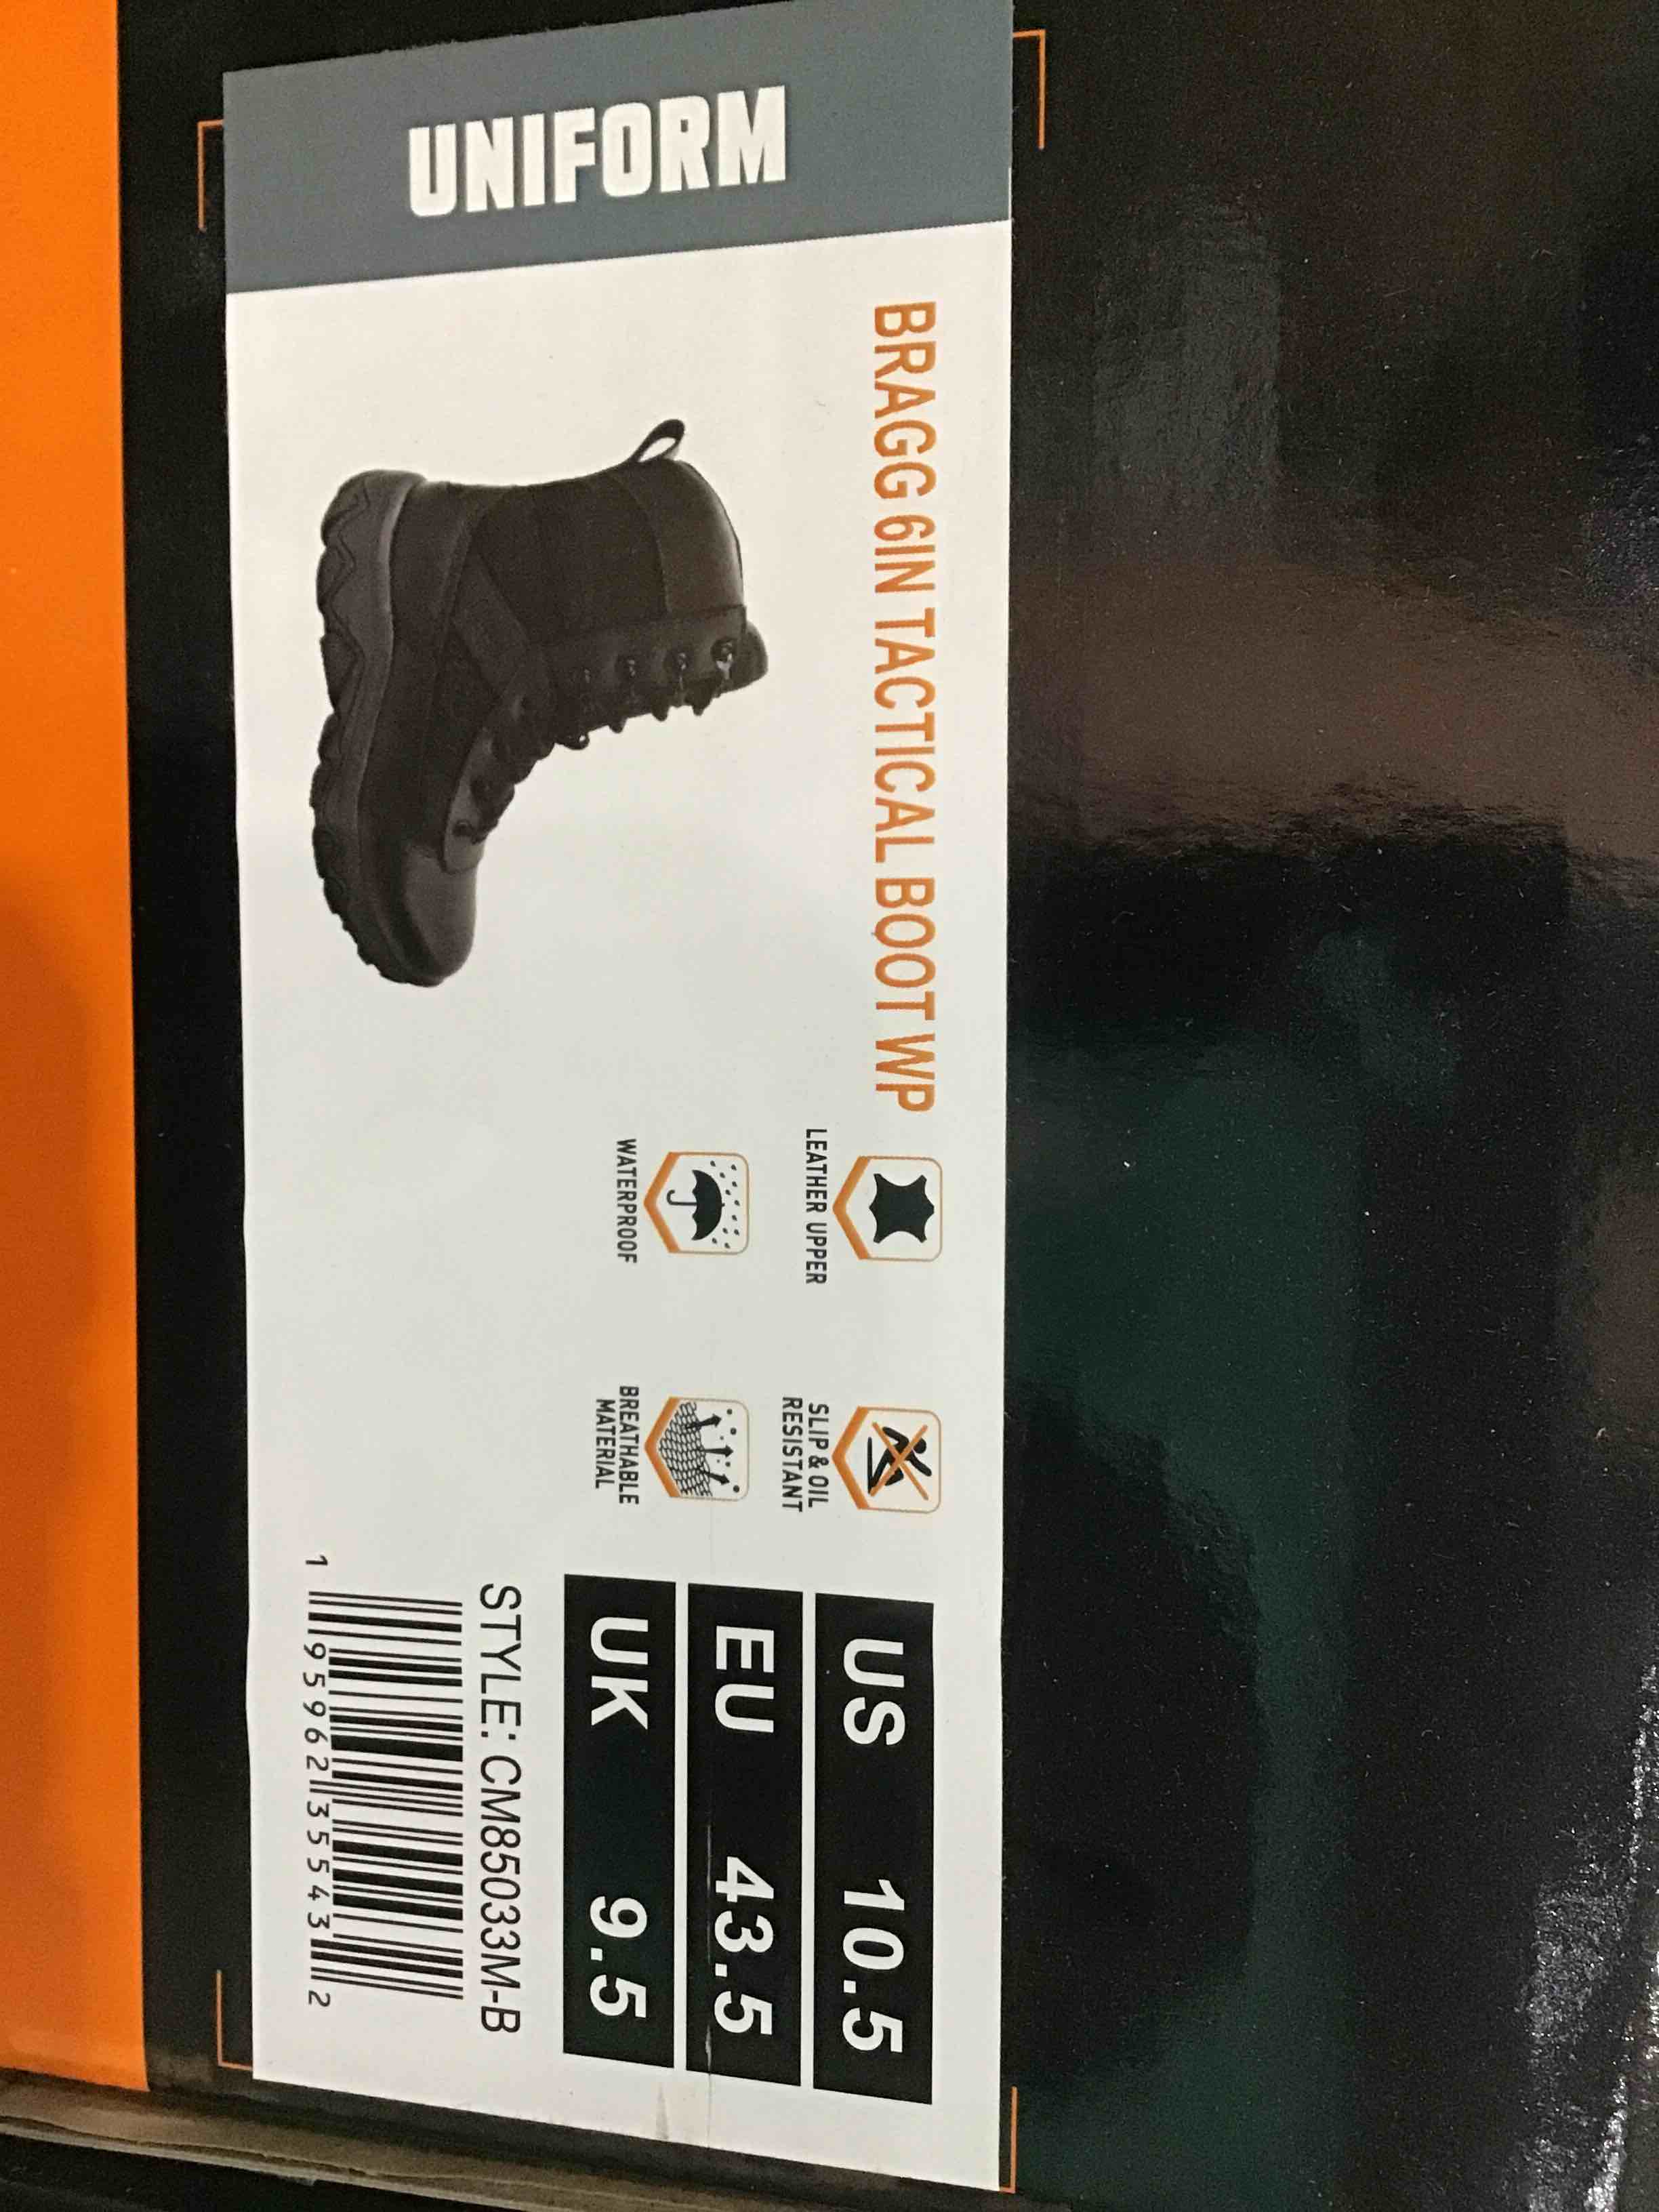 UNIFORM
BRAGG 6IN TACTICAL BOOT WP
LEATHER UPPER
SLIP & OIL
RESISTANT
WATERPROOF
BREATHABLE
MATERIAL
US 10.5
EU 43.5
UK 9.5
STYLE: CM85033M-B
1 95962 35543 2